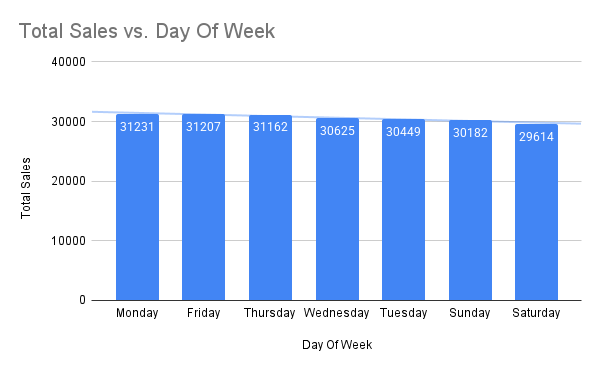 Total Sales vs. Day Of Week
Total Sales
40000
30000
20000
10000
0
31231 31207 31162 30625 30449 30182 29614
Monday Friday Thursday Wednesday Tuesday Sunday Saturday
Day Of Week